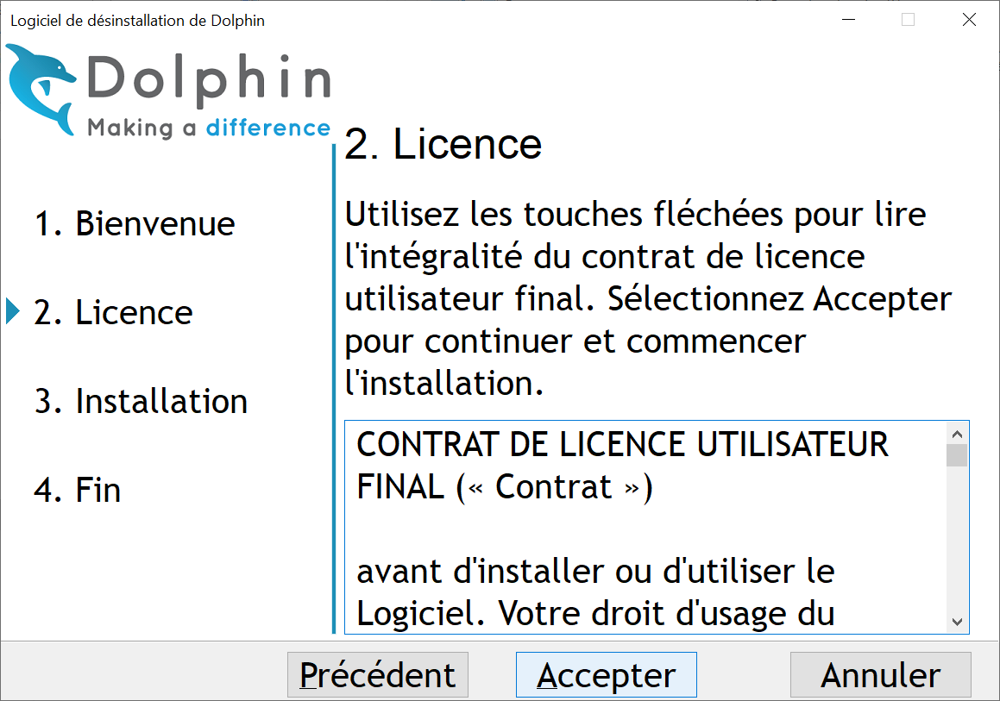 Logiciel de désinstallation de Dolphin
Dolphin
Making a difference
1. Bienvenue
2. Licence
3. Installation
4. Fin
2. Licence
Utilisez les touches fléchées pour lire
l'intégralité du contrat de licence
utilisateur final. Sélectionnez Accepter
pour continuer et commencer
l'installation.
CONTRAT DE LICENCE UTILISATEUR
FINAL (« Contrat »)
avant d'installer ou d'utiliser le
Logiciel. Votre droit d'usage du
Précédent
Accepter
Annuler